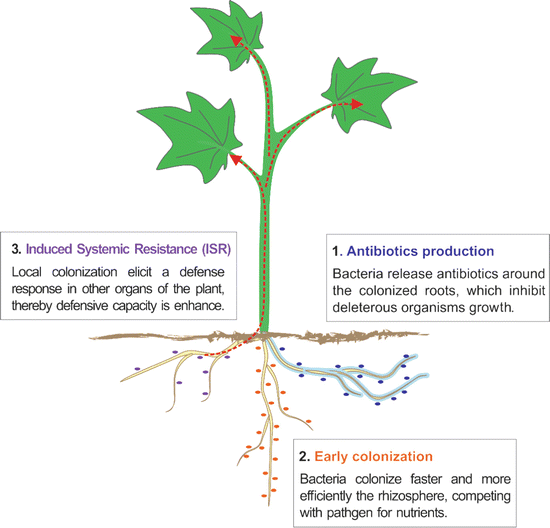 3. Induced Systemic Resistance (ISR)
Local colonization elicit a defense
response in other organs of the plant,
thereby defensive capacity is enhance.
1. Antibiotics production
Bacteria release antibiotics around
the colonized roots, which inhibit
deleterous organisms growth.
2. Early colonization
Bacteria colonize faster and more
efficiently the rhizosphere, competing
with pathgen for nutrients.